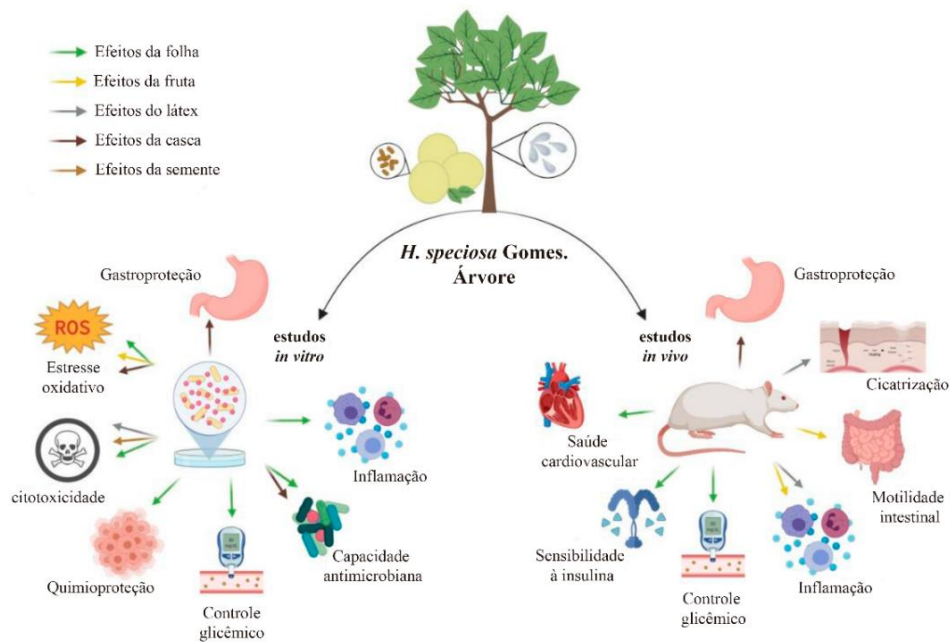 Efeitos da folha
Efeitos da fruta
Efeitos do látex
Efeitos da casca
Efeitos da semente
H. speciosa Gomes.
Árvore
estudos
in vitro
Gastroproteção
ROS
Estresse
oxidativo
citotoxicidade
Quimioproteção
Controle
glicêmico
Capacidade
antimicrobiana
Inflamação
estudos
in vivo
Gastroproteção
Cicatrização
Saúde
cardiovascular
Motilidade
intestinal
Sensibilidade
à insulina
Controle
glicêmico
Inflamação